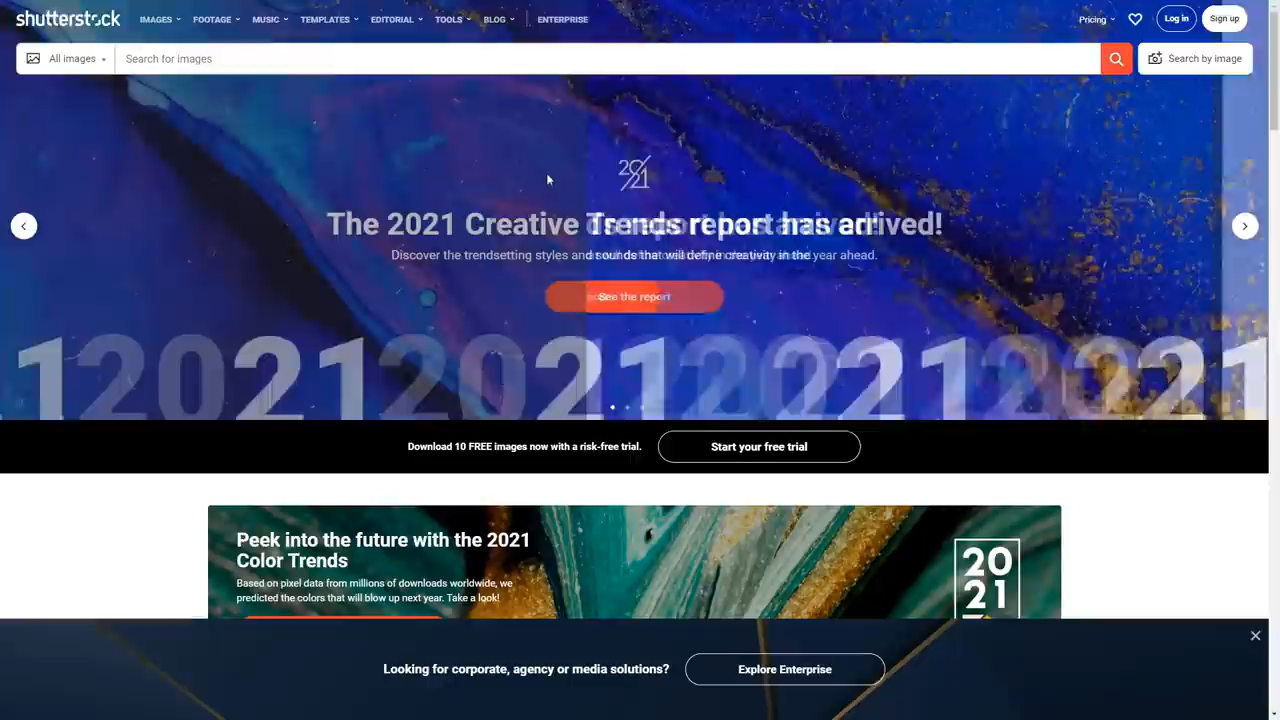 shutterstock IMAGES FOOTAGE MUSIC TEMPLATES EDITORIAL TOOLS BLOG ENTERPRISE Pricing Log in Sign up
All images Search for images Search by image
2021
The 2021 Creative Trends report has arrived!
Discover the trendsetting styles and sounds that will define creativity in the year ahead.
See the report
Download 10 FREE images now with a risk-free trial. Start your free trial
Peek into the future with the 2021
Color Trends
Based on pixel data from millions of downloads worldwide, we
predicted the colors that will blow up next year. Take a look!
20
21
Looking for corporate, agency or media solutions? Explore Enterprise